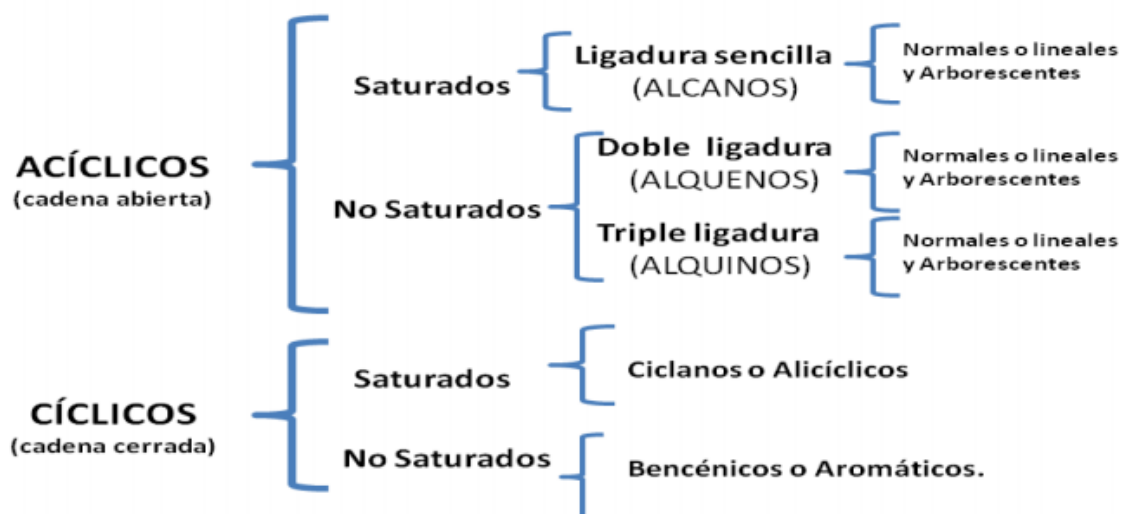 ACÍCLICOS
(cadena abierta)
Saturados
Ligadura sencilla
(ALCANOS)
Normales o lineales
y Arborescentes
No Saturados
Doble ligadura
(ALQUENOS)
Normales o lineales
y Arborescentes
Triple ligadura
(ALQUINOS)
Normales o lineales
y Arborescentes
CÍCLICOS
(cadena cerrada)
Saturados
Ciclanos o Alicíclicos
No Saturados
Bencénicos o Aromáticos.